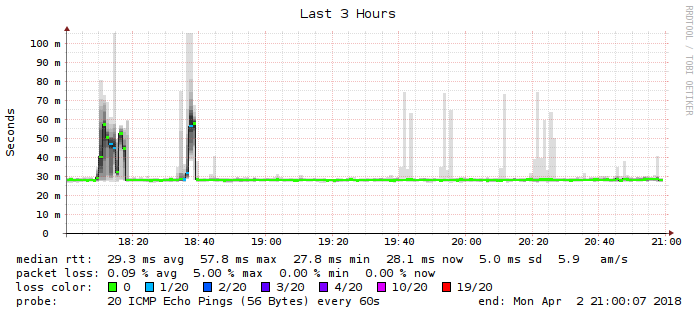 Last 3 Hours
RRDTOOL / TOBI OETIKER
Seconds
100 m
90 m
80 m
70 m
60 m
50 m
40 m
30 m
20 m
10 m
0
18:20 18:40 19:00 19:20 19:40 20:00 20:20 20:40 21:00
median rtt: 29.3 ms avg 57.8 ms max 27.8 ms min 28.1 ms now 5.0 ms sd 5.9 am/s
packet loss: 0.09 % avg 5.00 % max 0.00 % min 0.00 % now
loss color: 0 1/20 2/20 3/20 4/20 10/20 19/20
probe: 20 ICMP Echo Pings (56 Bytes) every 60s end: Mon Apr 2 21:00:07 2018